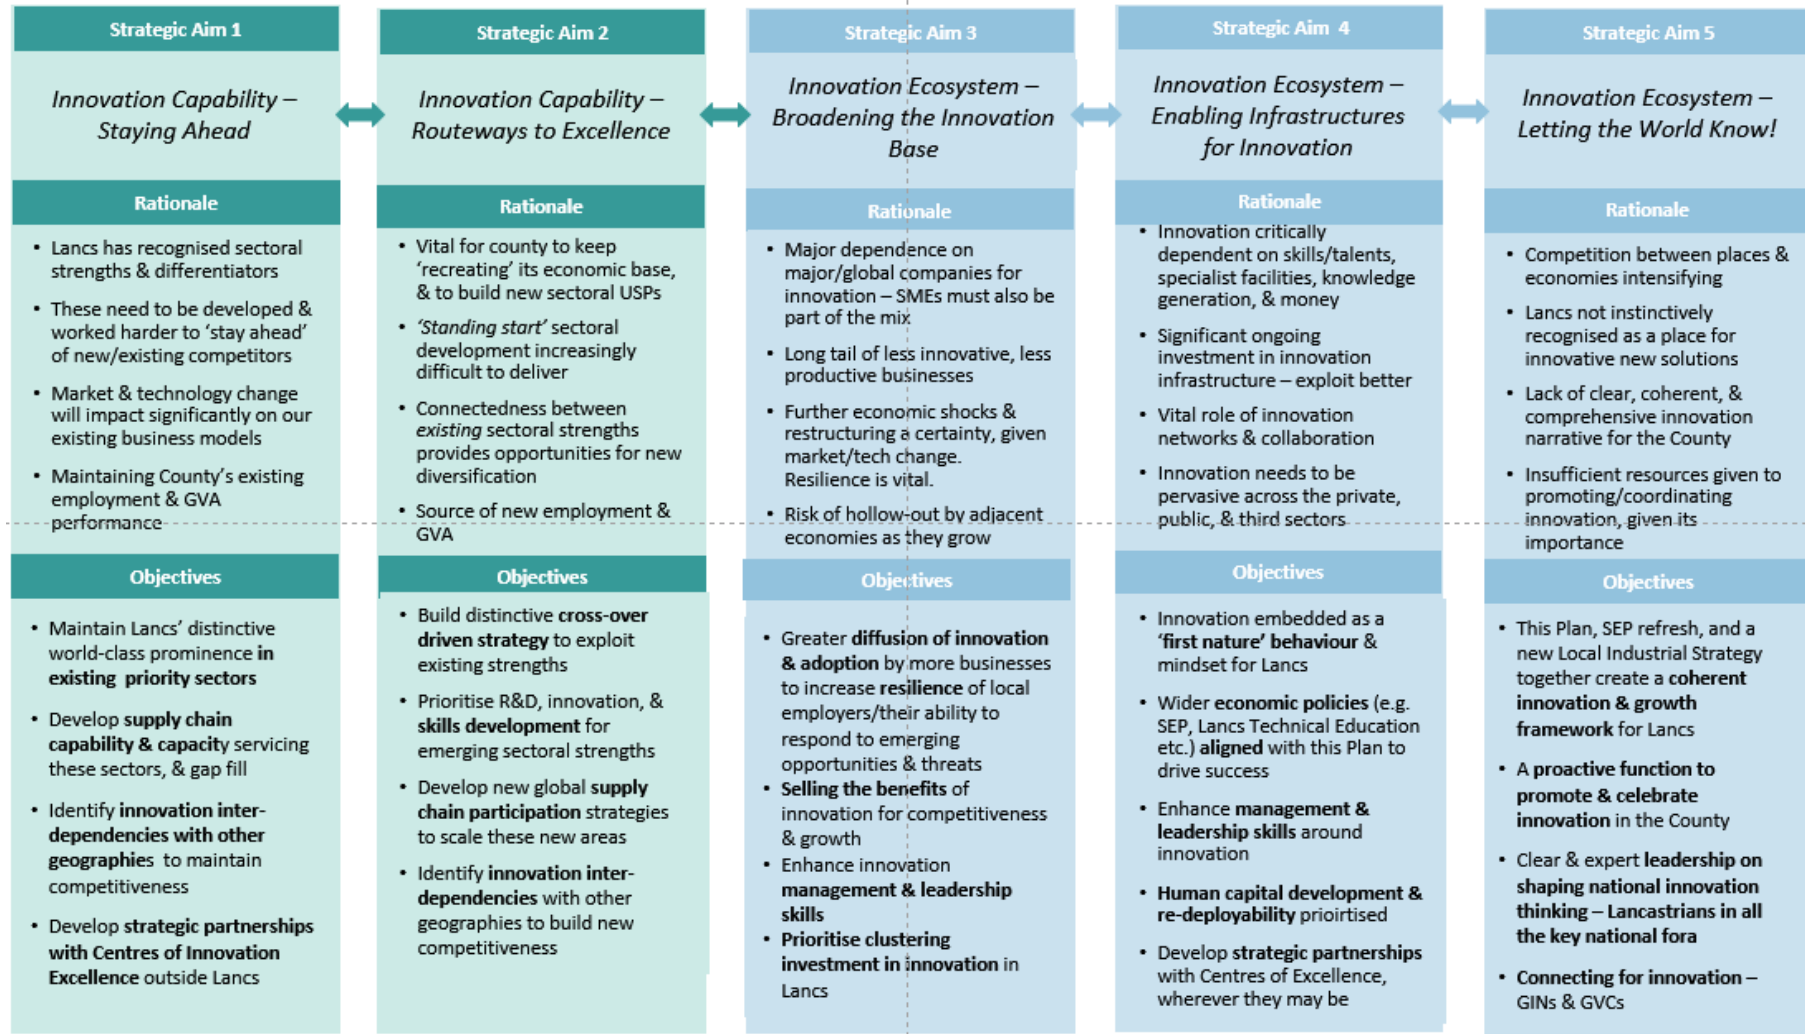 Strategic Aim 1
Innovation Capability –
Staying Ahead
Rationale
• Lancs has recognised sectoral
strengths & differentiators
• These need to be developed &
worked harder to ‘stay ahead’
of new/existing competitors
• Market & technology change
will impact significantly on our
existing business models
• Maintaining County’s existing
employment & GVA
performance
Objectives
• Maintain Lancs’ distinctive
world-class prominence in
existing priority sectors
• Develop supply chain
capability & capacity servicing
these sectors, & gap fill
• Identify innovation inter-
dependencies with other
geographies to maintain
competitiveness
• Develop strategic partnerships
with Centres of Innovation
Excellence outside Lancs
Strategic Aim 2
Innovation Capability –
Routeways to Excellence
Rationale
• Vital for county to keep
‘recreating’ its economic base,
& to build new sectoral USPs
• ‘Standing start’ sectoral
development increasingly
difficult to deliver
• Connectedness between
existing sectoral strengths
provides opportunities for new
diversification
• Source of new employment &
GVA
Objectives
• Build distinctive cross-over
driven strategy to exploit
existing strengths
• Prioritise R&D, innovation, &
skills development for
emerging sectoral strengths
• Develop new global supply
chain participation strategies
to scale these new areas
• Identify innovation inter-
dependencies with other
geographies to build new
competitiveness
Strategic Aim 3
Innovation Ecosystem –
Broadening the Innovation
Base
Rationale
• Major dependence on
major/global companies for
innovation – SMEs must also be
part of the mix
• Long tail of less innovative, less
productive businesses
• Further economic shocks &
restructuring a certainty, given
market/tech change.
Resilience is vital.
• Risk of hollow-out by adjacent
economies as they grow
Objectives
• Greater diffusion of innovation
& adoption by more businesses
to increase resilience of local
employers/their ability to
respond to emerging
opportunities & threats
• Selling the benefits of
innovation for competitiveness
& growth
• Enhance innovation
management & leadership
skills
• Prioritise clustering
investment in innovation in
Lancs
Strategic Aim 4
Innovation Ecosystem –
Enabling Infrastructures
for Innovation
Rationale
• Innovation critically
dependent on skills/talents,
specialist facilities, knowledge
generation, & money
• Significant ongoing
investment in innovation
infrastructure – exploit better
• Vital role of innovation
networks & collaboration
• Innovation needs to be
pervasive across the private,
public, & third sectors
Objectives
• Innovation embedded as a
‘first nature’ behaviour &
mindset for Lancs
• Wider economic policies (e.g.
SEP, Lancs Technical Education
etc.) aligned with this Plan to
drive success
• Enhance management &
leadership skills around
innovation
• Human capital development &
re-deployability prioirtised
• Develop strategic partnerships
with Centres of Excellence,
wherever they may be
Strategic Aim 5
Innovation Ecosystem –
Letting the World Know!
Rationale
• Competition between places &
economies intensifying
• Lancs not instinctively
recognised as a place for
innovative new solutions
• Lack of clear, coherent, &
comprehensive innovation
narrative for the County
• Insufficient resources given to
promoting/coordinating
innovation, given its
importance
Objectives
• This Plan, SEP refresh, and a
new Local Industrial Strategy
together create a coherent
innovation & growth
framework for Lancs
• A proactive function to
promote & celebrate
innovation in the County
• Clear & expert leadership on
shaping national innovation
thinking – Lancastrians in all
the key national fora
• Connecting for innovation –
GINs & GVCs